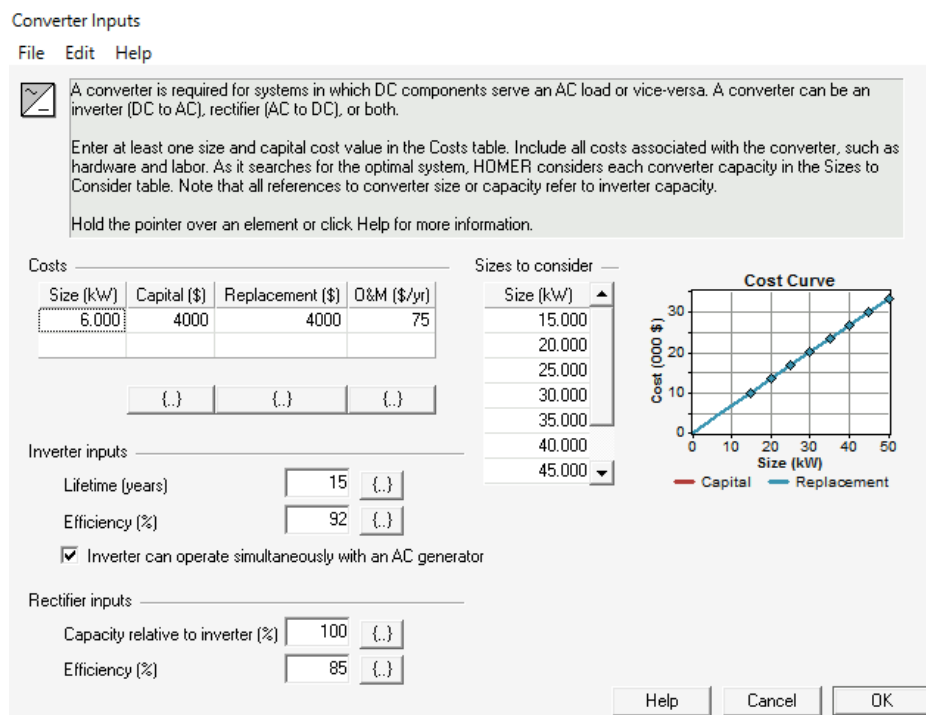 Converter Inputs
File Edit Help
A converter is required for systems in which DC components serve an AC load or vice-versa. A converter can be an
inverter (DC to AC), rectifier (AC to DC), or both.
Enter at least one size and capital cost value in the Costs table. Include all costs associated with the converter, such as
hardware and labor. As it searches for the optimal system, HOMER considers each converter capacity in the Sizes to
Consider table. Note that all references to converter size or capacity refer to inverter capacity.
Hold the pointer over an element or click Help for more information.
Costs
Size (kW) Capital ($) Replacement ($) O&M ($/yr)
6.000 4000 4000 75
{..} {..} {..}
Sizes to consider
Size (kW)
15.000
20.000
25.000
30.000
35.000
40.000
45.000
Cost Curve
Cost (000 $)
30
20
10
0
0 10 20 30 40 50
Size (kW)
Capital Replacement
Inverter inputs
Lifetime (years) 15 {..}
Efficiency (%) 92 {..}
Inverter can operate simultaneously with an AC generator
Rectifier inputs
Capacity relative to inverter (%) 100 {..}
Efficiency (%) 85 {..}
Help Cancel OK